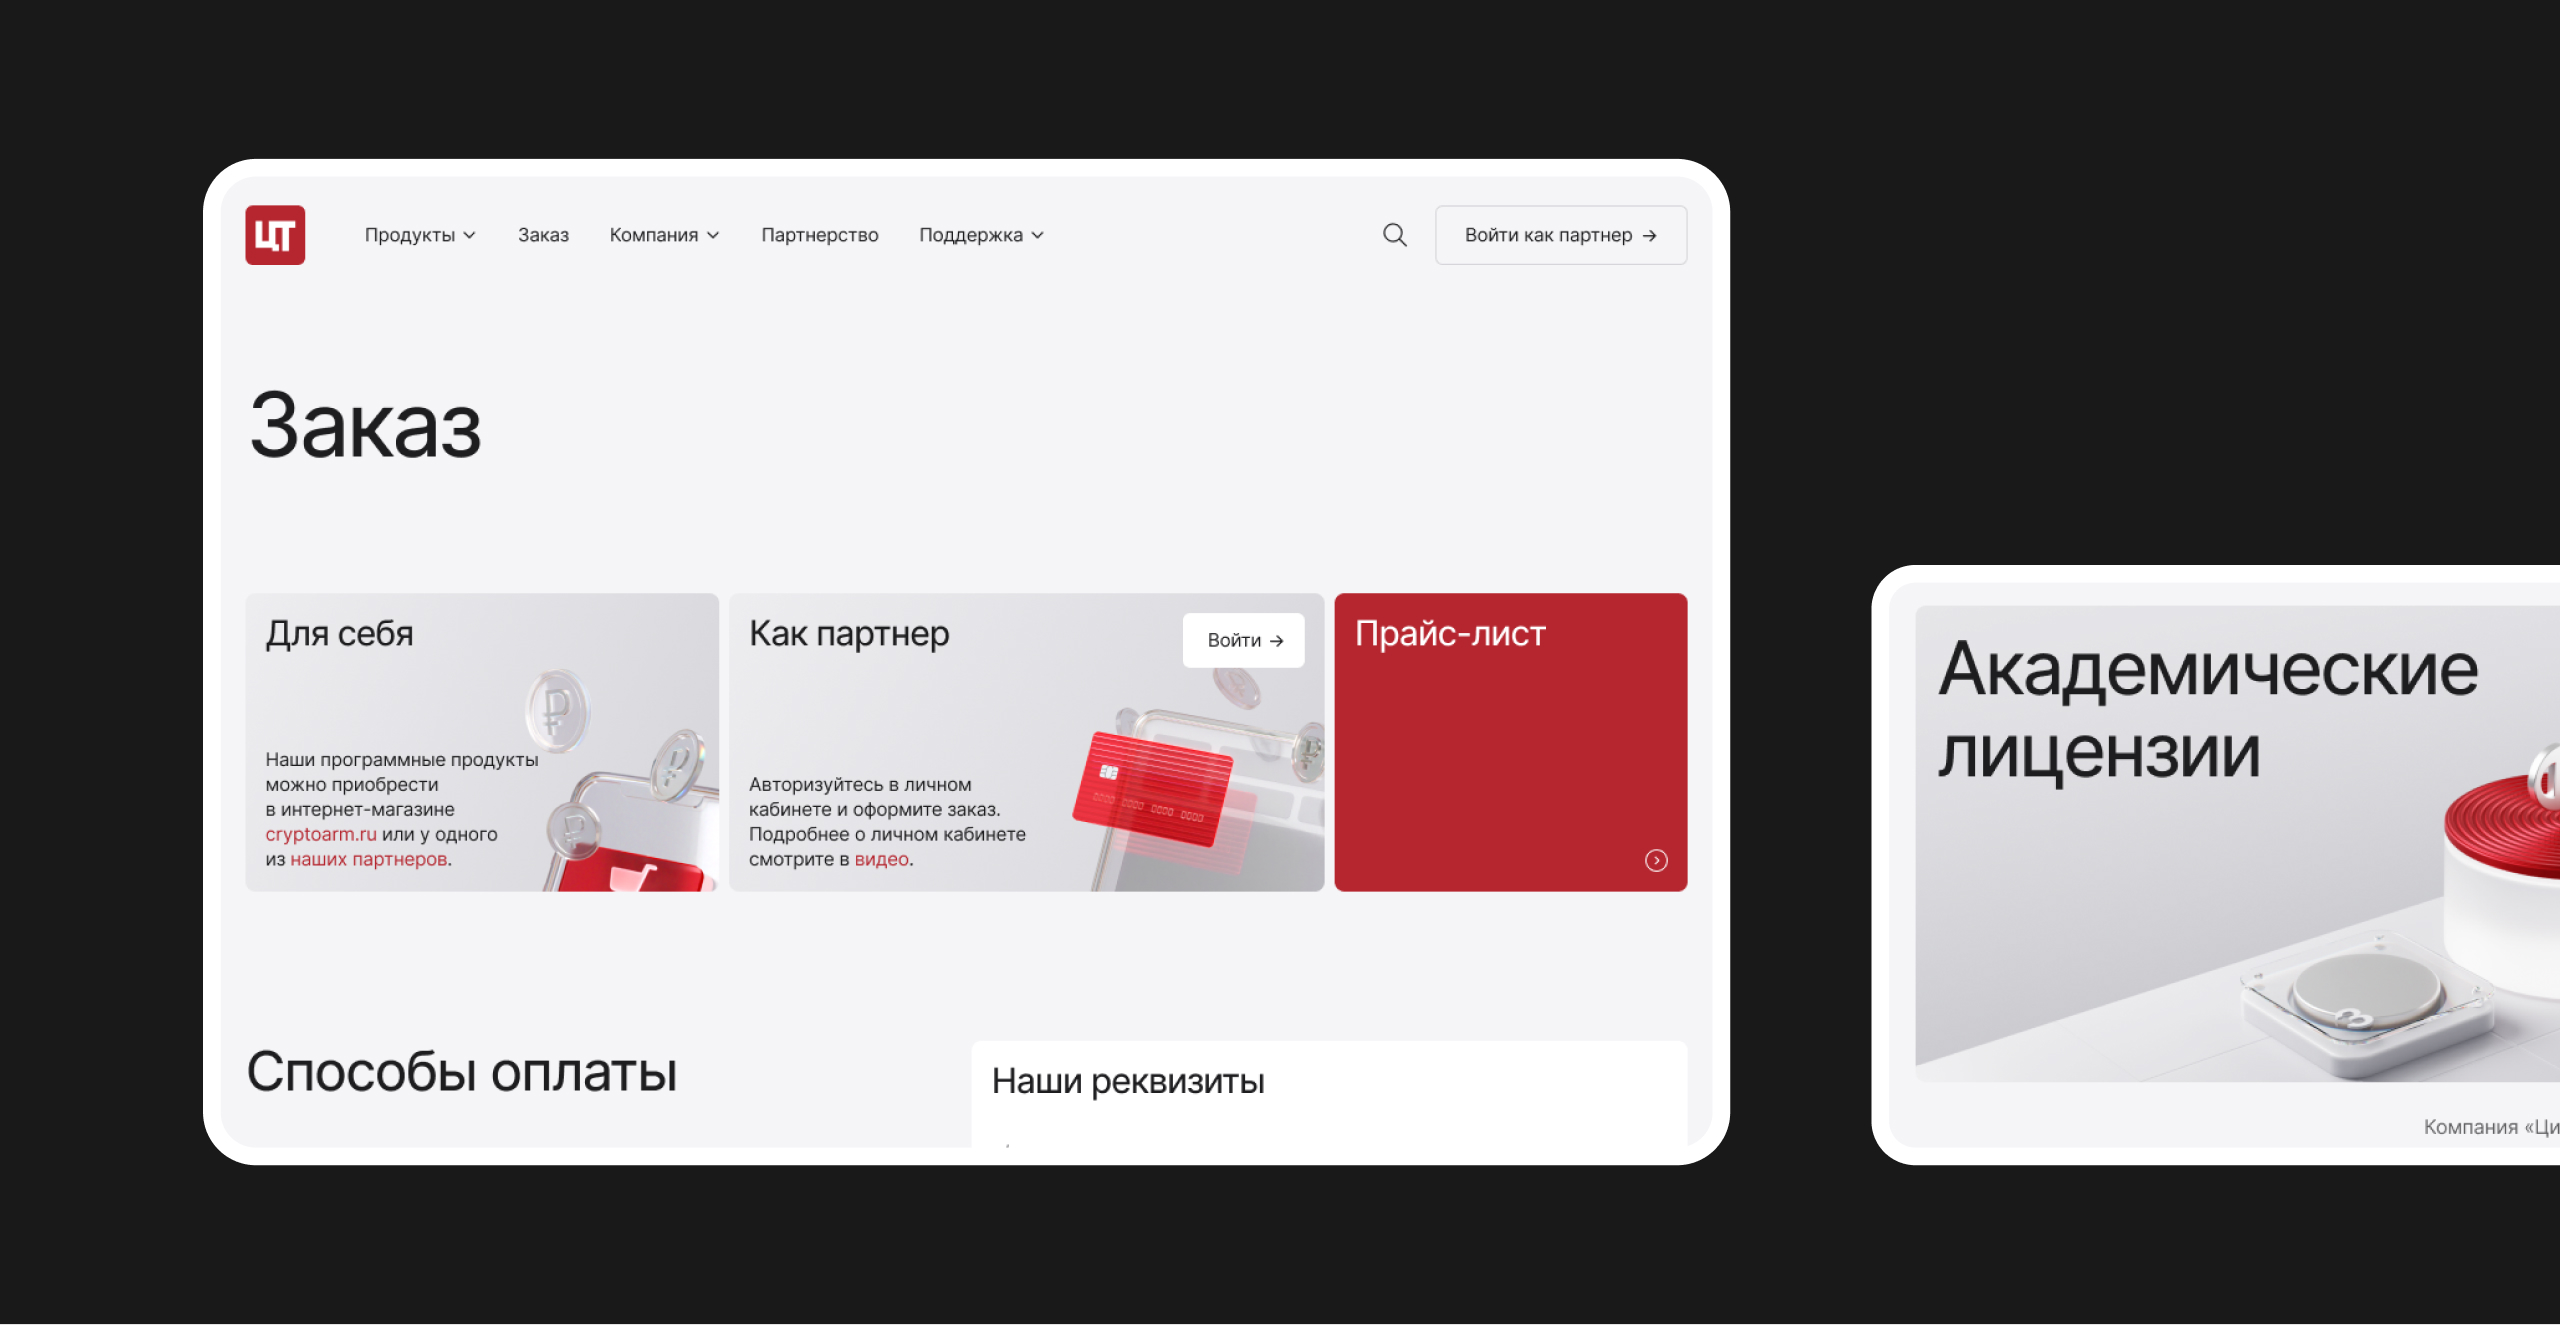 ЦТ
Продукты
Заказ
Компания
Партнерство
Поддержка
Войти как партнер →
Заказ
Для себя
Наши программные продукты
можно приобрести
в интернет-магазине
cryptoarm.ru или у одного
из наших партнеров.
Как партнер
Войти →
Авторизуйтесь в личном
кабинете и оформите заказ.
Подробнее о личном кабинете
смотрите в видео.
Прайс-лист
Способы оплаты
Наши реквизиты
Академические
лицензии
Компания «Ци